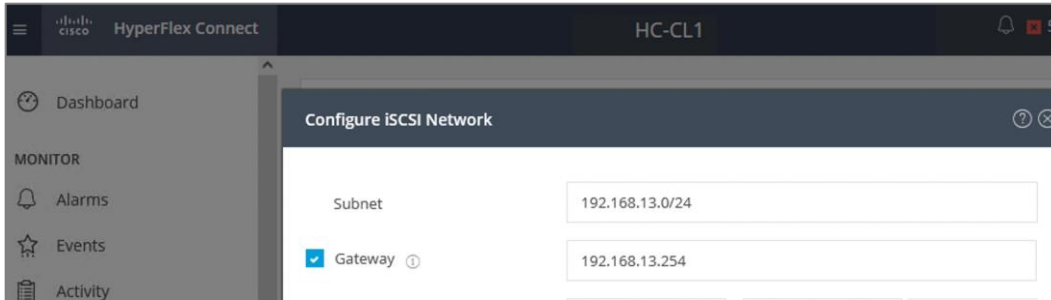 cisco HyperFlex Connect HC-CL1 5
Dashboard
Configure iSCSI Network
MONITOR
Alarms
Subnet 192.168.13.0/24
Events
Gateway 192.168.13.254
Activity